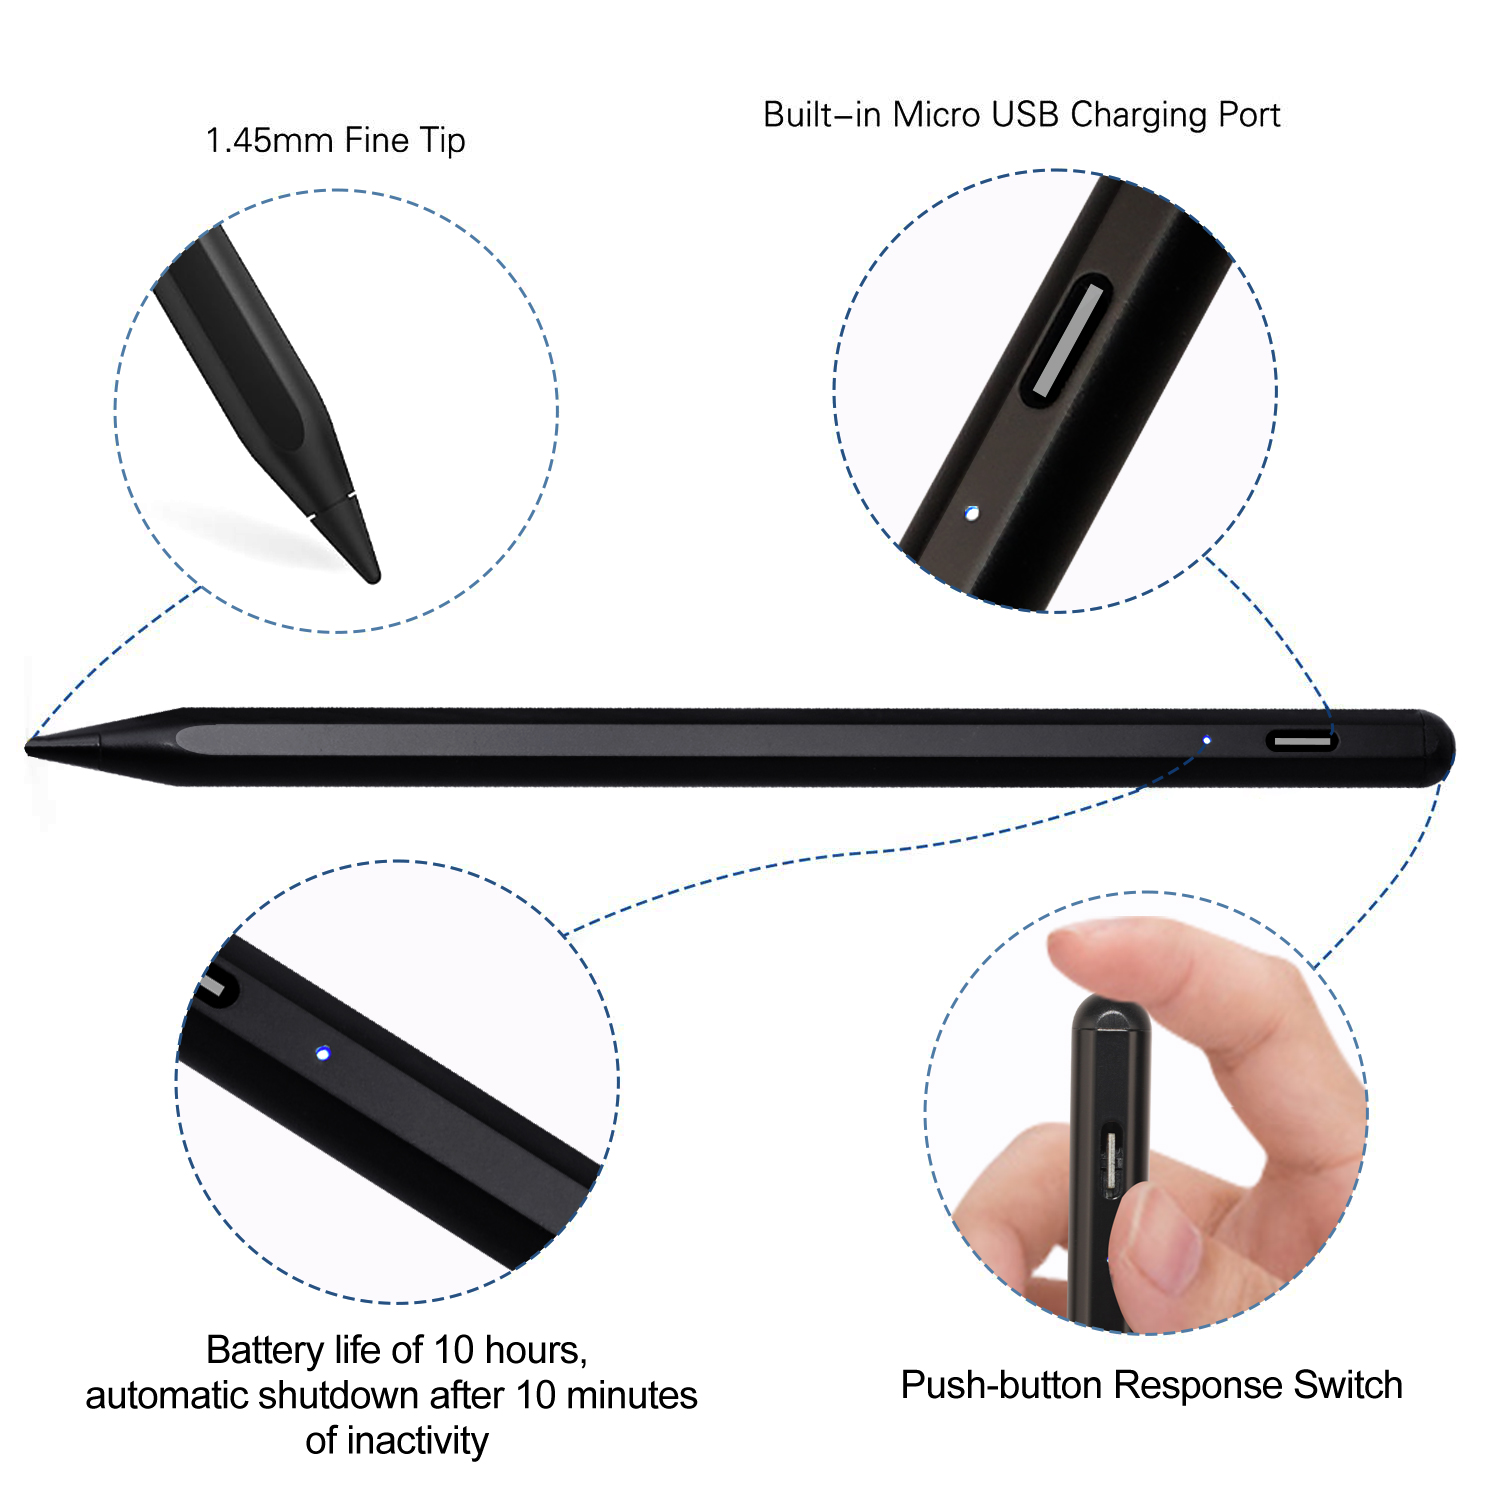 1.45mm Fine Tip
Built-in Micro USB Charging Port
Battery life of 10 hours,
automatic shutdown after 10 minutes
of inactivity
Push-button Response Switch